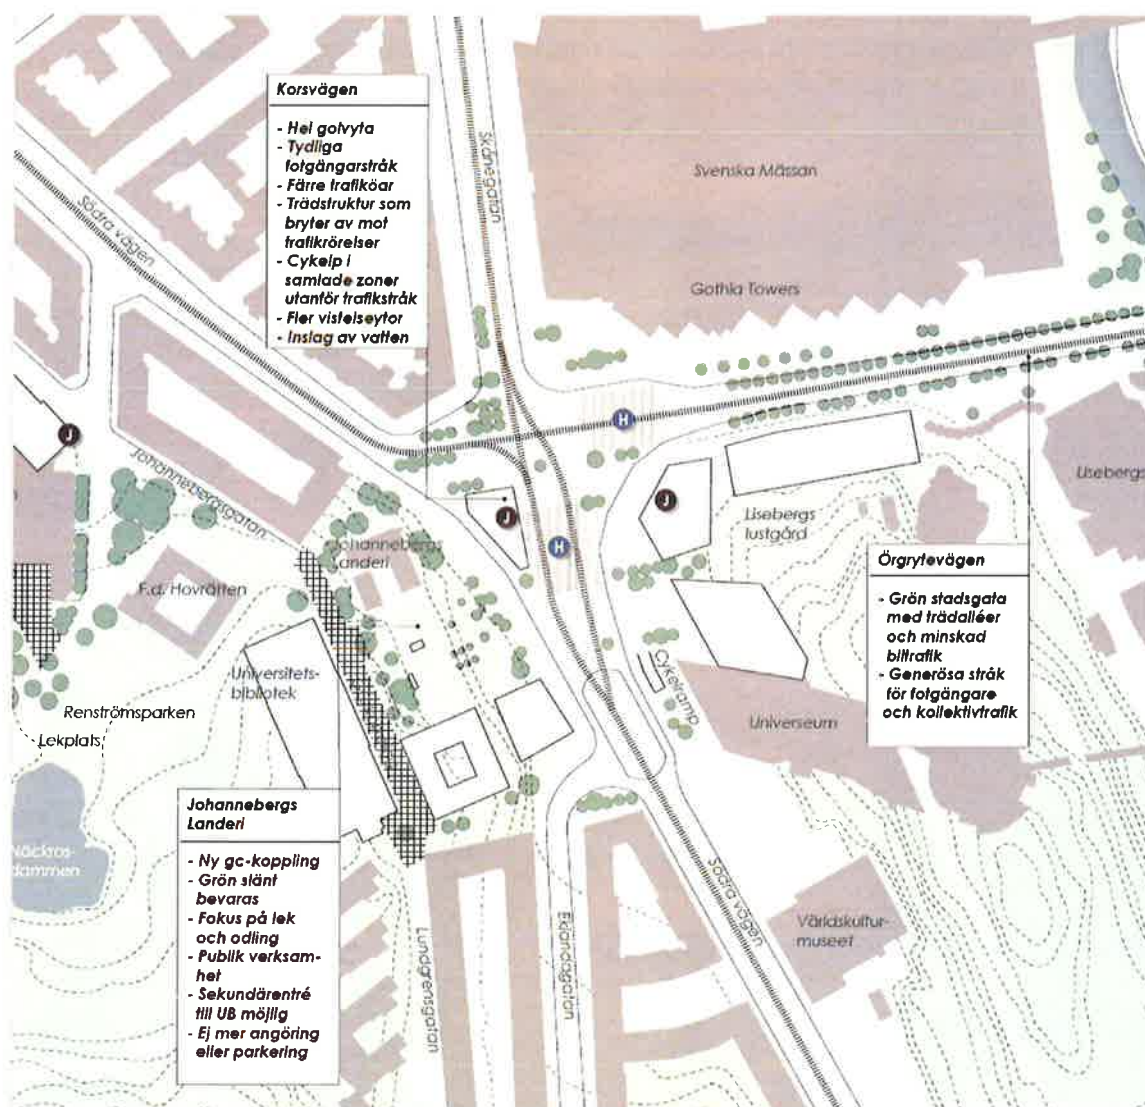 Korsvägen
- Hel golvyta
- Tydliga
fotgängarstråk
- Färre trafiköar
- Trädstruktur som
bryter av mot
trafikrörelser
- Cykelp i
samlade zoner
utanför trafikstråk
- Fler vistelseytor
- Inslag av vatten
Skånegatan
Svenska Mässan
Södra vägen
Gothia Towers
H
J
Johannebergsgatan
J
J
Lisebergs
lustgård
Lisebergs
H
Johannebergs
Landeri
F.d. Hovrätten
Örgrytevägen
- Grön stadsgata
med trädalléer
och minskad
biltrafik
- Generösa stråk
för fotgängare
och kollektivtrafik
Universitets-
bibliotek
Renströmsparken
Lekplats
Cykelramp
Universeum
Johannebergs
Landeri
- Ny gc-koppling
- Grön slänt
bevaras
- Fokus på lek
och odling
- Publik verksam-
het
- Sekundärentré
till UB möjlig
- Ej mer angöring
eller parkering
Näckros-
dammen
Södra vägen
Världskultur-
museet
Lundgrensgatan
Eklandagatan